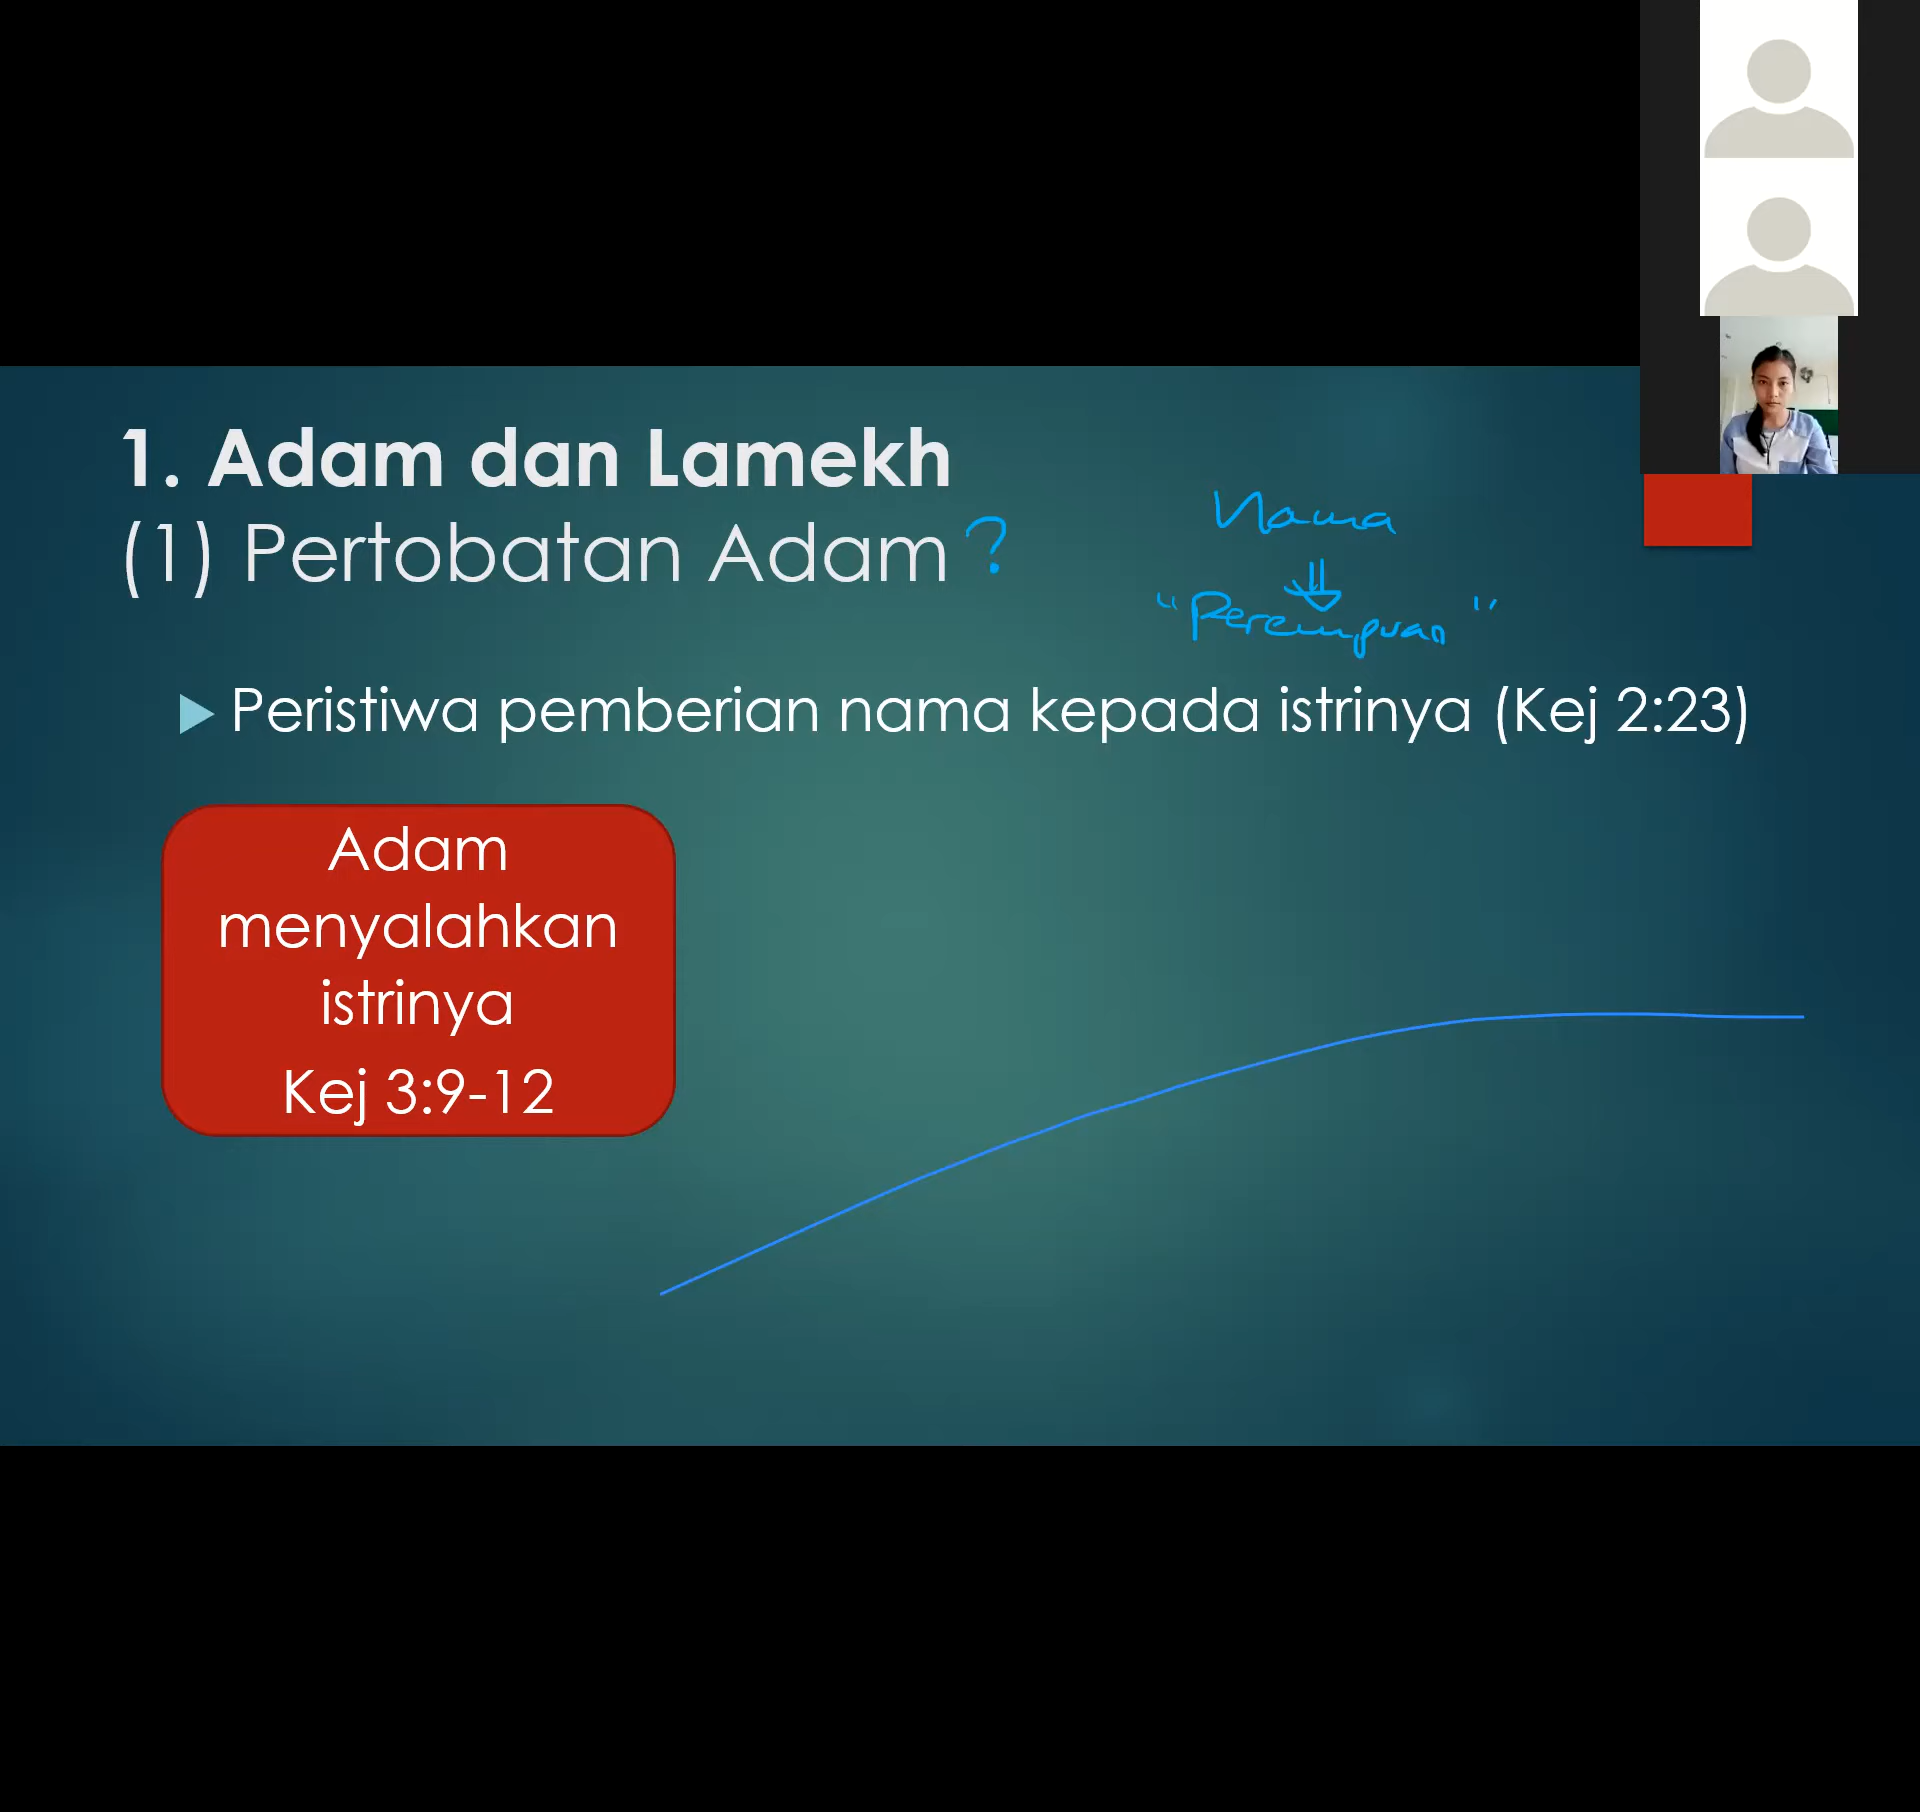 1. Adam dan Lamekh
(1) Pertobatan Adam ?
Nama
"Perempuan"
Peristiwa pemberian nama kepada istrinya (Kej 2:23)
Adam
menyalahkan
istrinya
Kej 3:9-12